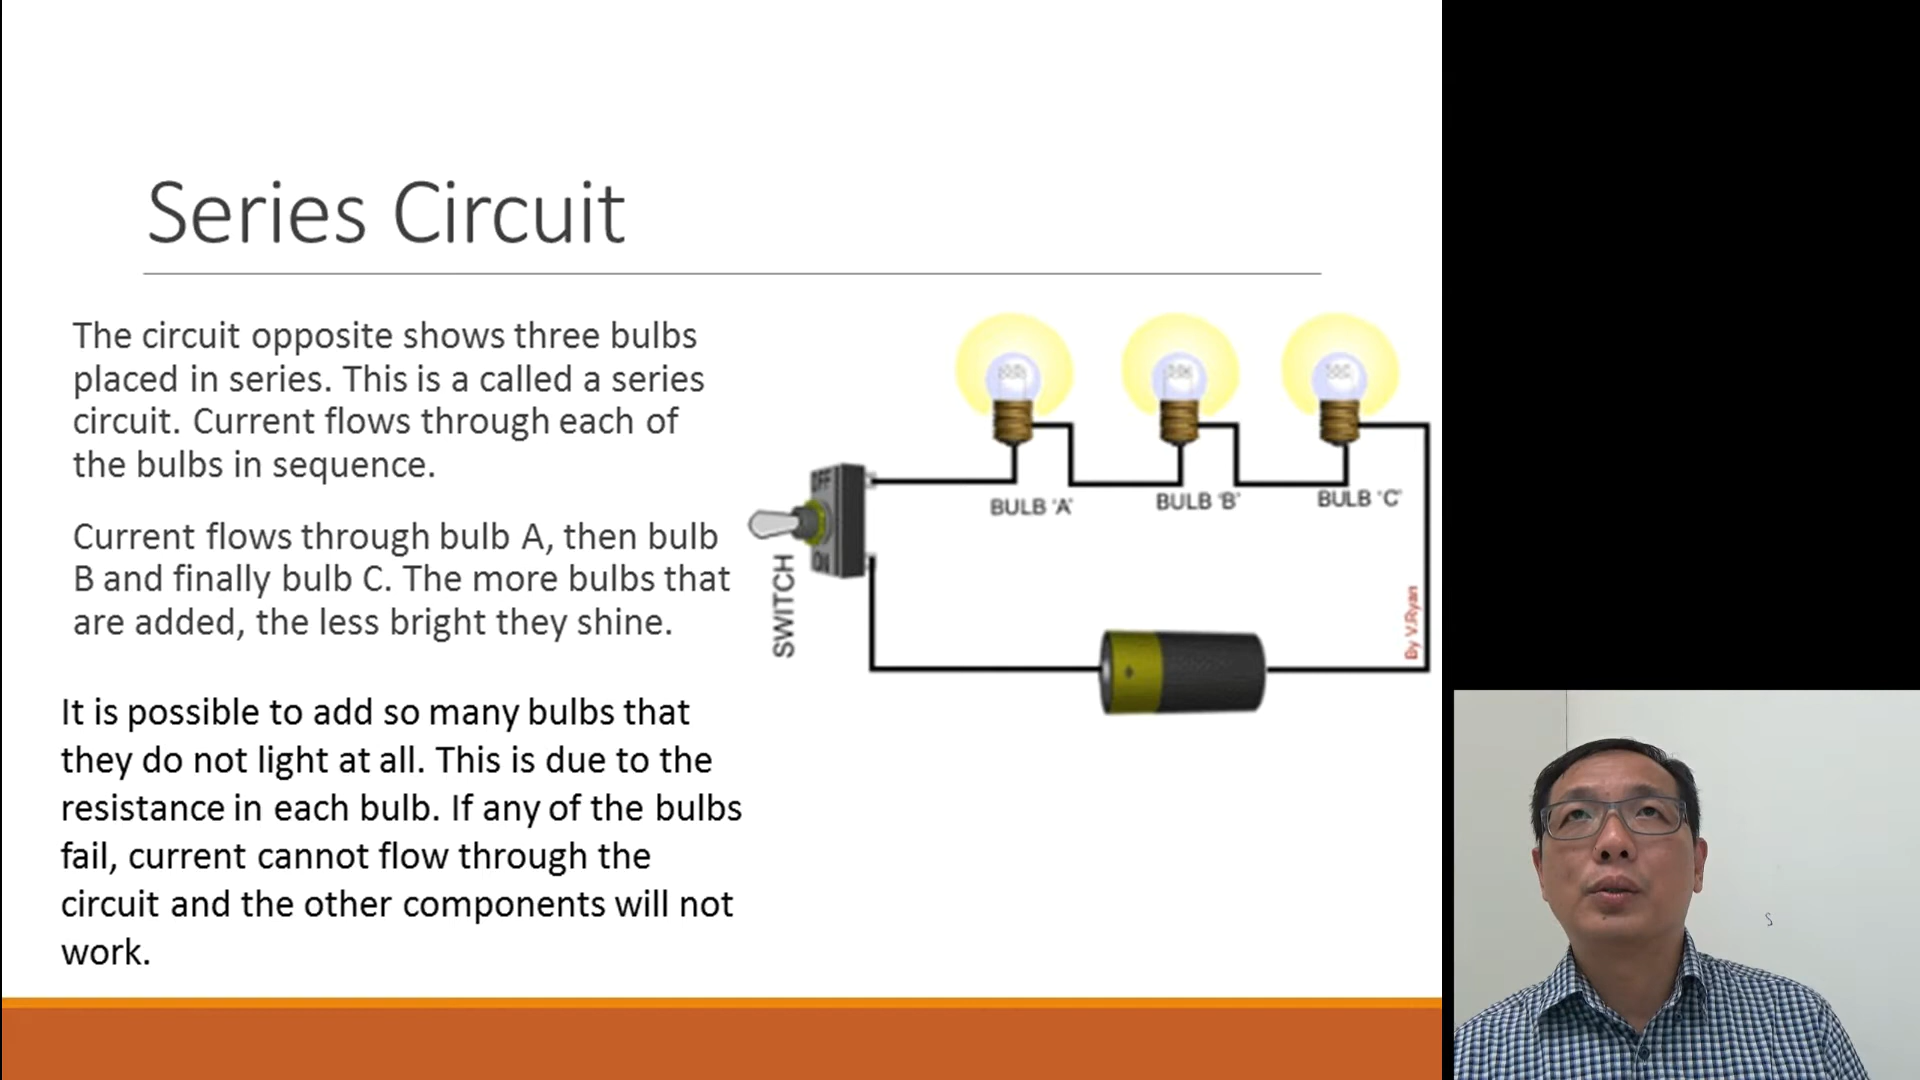 Series Circuit
The circuit opposite shows three bulbs
placed in series. This is a called a series
circuit. Current flows through each of
the bulbs in sequence.
Current flows through bulb A, then bulb
B and finally bulb C. The more bulbs that
are added, the less bright they shine.
It is possible to add so many bulbs that
they do not light at all. This is due to the
resistance in each bulb. If any of the bulbs
fail, current cannot flow through the
circuit and the other components will not
work.
BULB 'A'
BULB 'B'
BULB 'C'
OFF
ON
SWITCH
By V.Ryan
+
S